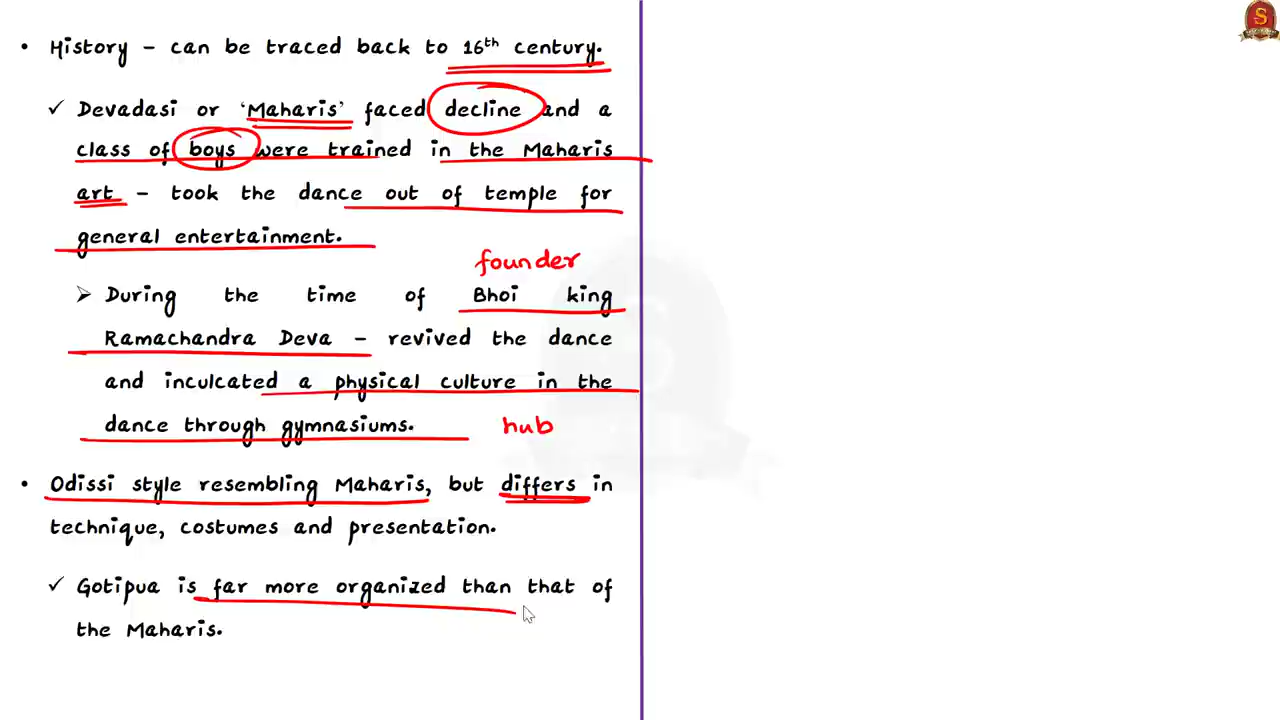 • History – can be traced back to 16th century.
✓ Devadasi or 'Maharis' faced decline and a
class of boys were trained in the Maharis
art – took the dance out of temple for
general entertainment.
founder
➢ During the time of Bhoi king
Ramachandra Deva – revived the dance
and inculcated a physical culture in the
dance through gymnasiums. hub
• Odissi style resembling Maharis, but differs in
technique, costumes and presentation.
✓ Gotipua is far more organized than that of
the Maharis.
S